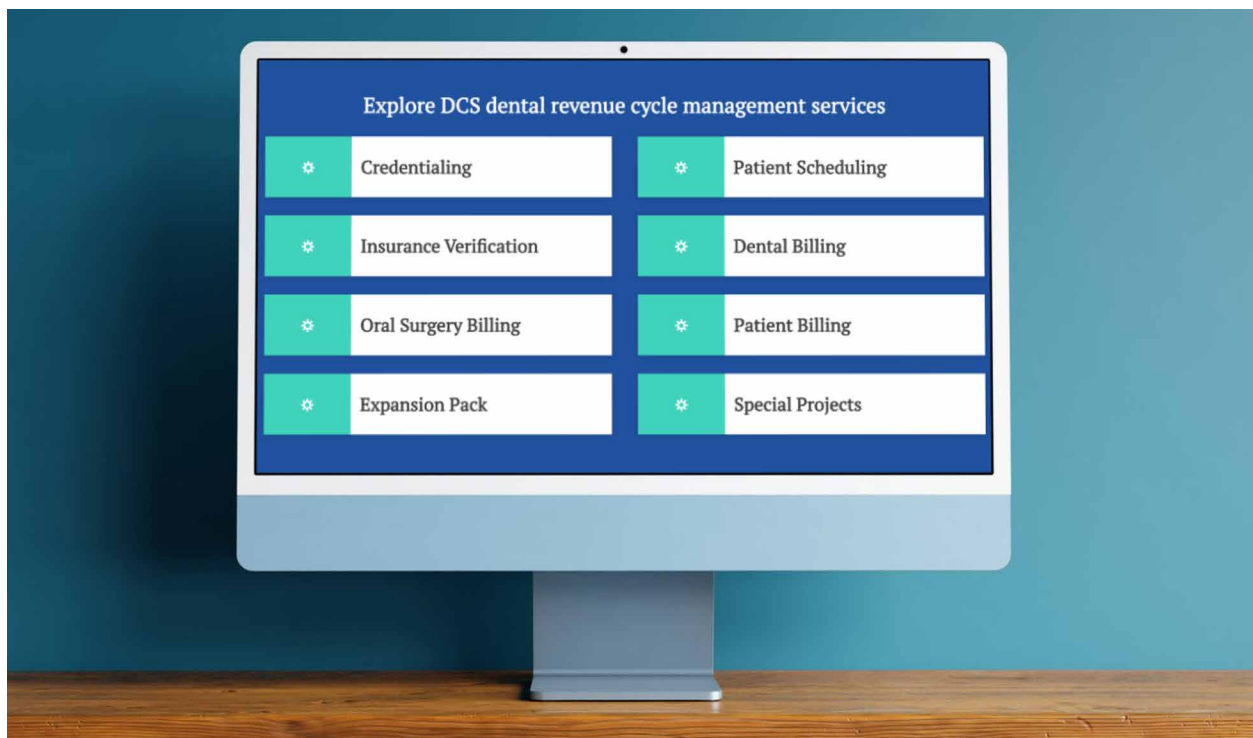 Explore DCS dental revenue cycle management services
Credentialing
Patient Scheduling
Insurance Verification
Dental Billing
Oral Surgery Billing
Patient Billing
Expansion Pack
Special Projects